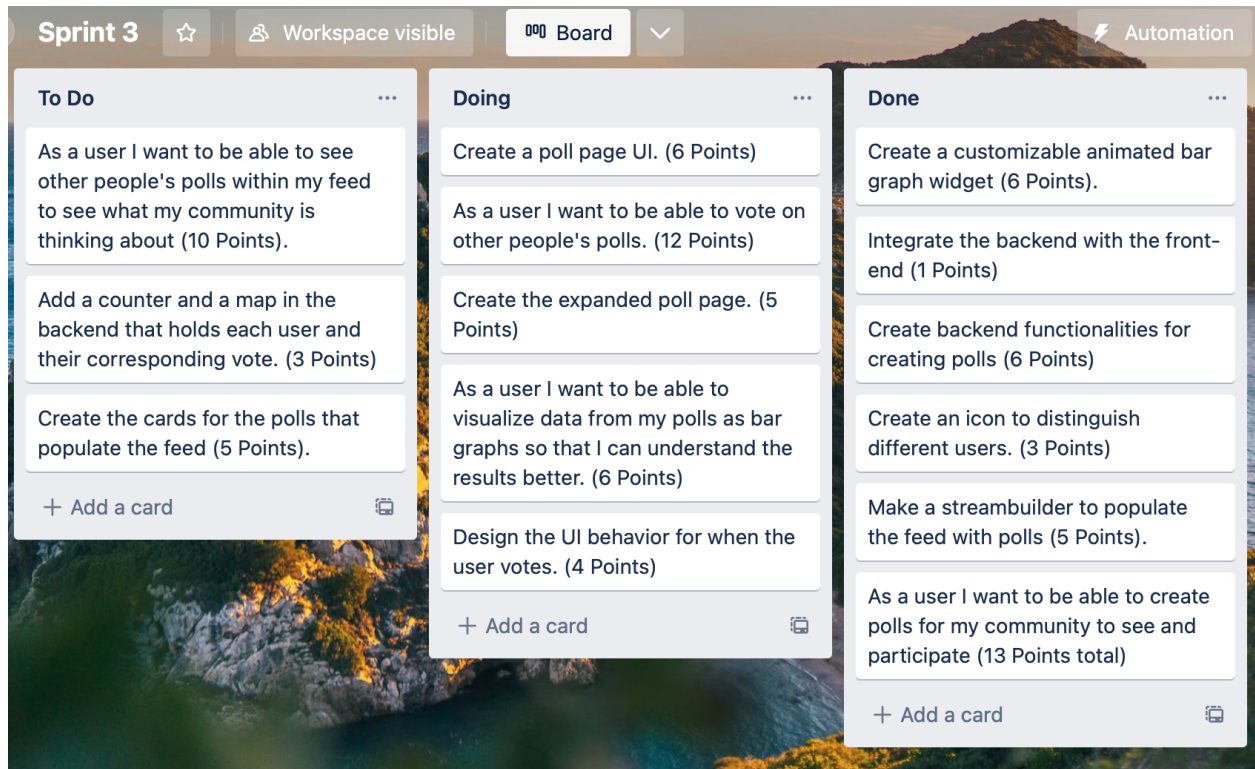 Sprint 3
Workspace visible
Board
Automation
To Do
As a user I want to be able to see
other people's polls within my feed
to see what my community is
thinking about (10 Points).
Add a counter and a map in the
backend that holds each user and
their corresponding vote. (3 Points)
Create the cards for the polls that
populate the feed (5 Points).
Add a card
Doing
Create a poll page UI. (6 Points)
As a user I want to be able to vote on
other people's polls. (12 Points)
Create the expanded poll page. (5
Points)
As a user I want to be able to
visualize data from my polls as bar
graphs so that I can understand the
results better. (6 Points)
Design the UI behavior for when the
user votes. (4 Points)
Add a card
Done
Create a customizable animated bar
graph widget (6 Points).
Integrate the backend with the front-
end (1 Points)
Create backend functionalities for
creating polls (6 Points)
Create an icon to distinguish
different users. (3 Points)
Make a streambuilder to populate
the feed with polls (5 Points).
As a user I want to be able to create
polls for my community to see and
participate (13 Points total)
Add a card